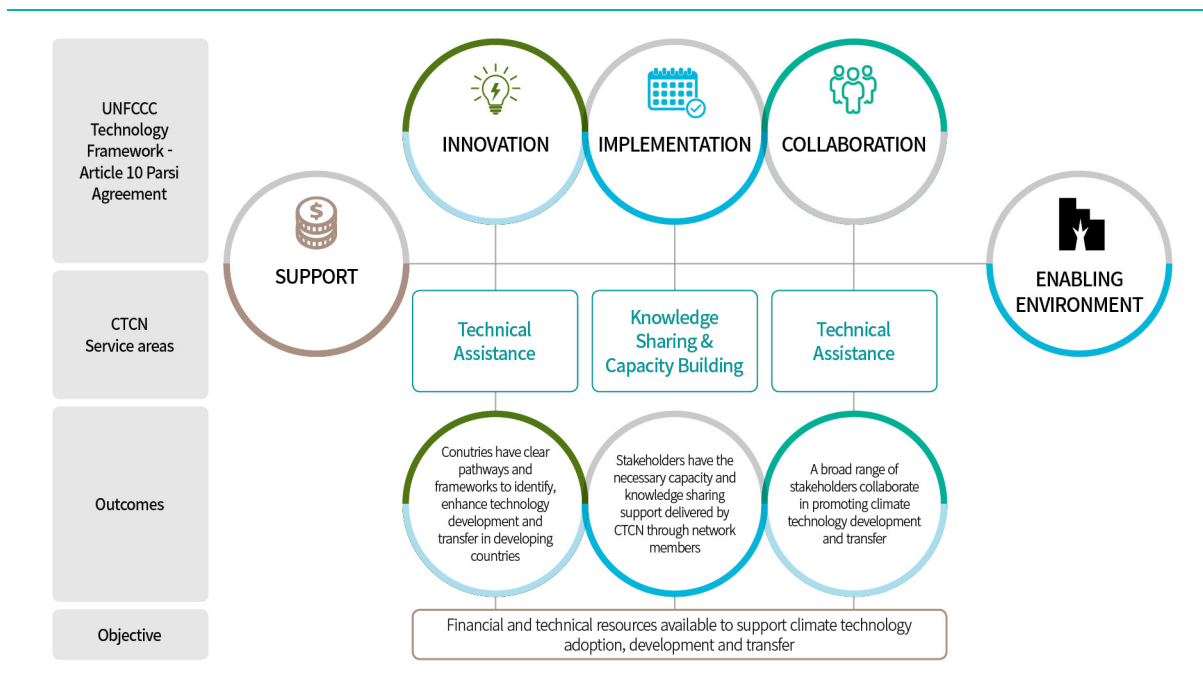 UNFCCC
Technology
Framework -
Article 10 Parsi
Agreement
INNOVATION
IMPLEMENTATION
COLLABORATION
$
SUPPORT
ENABLING
ENVIRONMENT
CTCN
Service areas
Technical
Assistance
Knowledge
Sharing &
Capacity Building
Technical
Assistance
Outcomes
Conutries have clear
pathways and
frameworks to identify,
enhance technology
development and
transfer in developing
countries
Stakeholders have the
necessary capacity and
knowledge sharing
support delivered by
CTCN through network
members
A broad range of
stakeholders collaborate
in promoting climate
technology development
and transfer
Objective
Financial and technical resources available to support climate technology
adoption, development and transfer